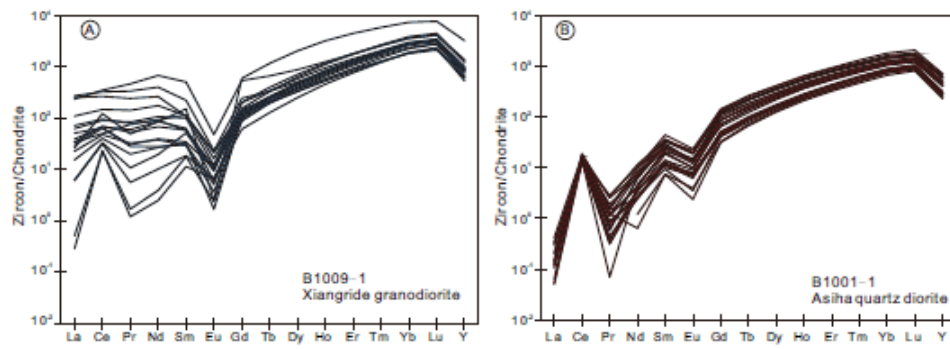 10⁴
10³
10²
10¹
10⁰
10⁻¹
10⁻²
Zircon/Chondrite
A
B1009-1
Xiangride granodiorite
La Ce Pr Nd Sm Eu Gd Tb Dy Ho Er Tm Yb Lu Y
10⁴
10³
10²
10¹
10⁰
10⁻¹
10⁻²
Zircon/Chondrite
B
B1001-1
Asiha quartz diorite
La Ce Pr Nd Sm Eu Gd Tb Dy Ho Er Tm Yb Lu Y